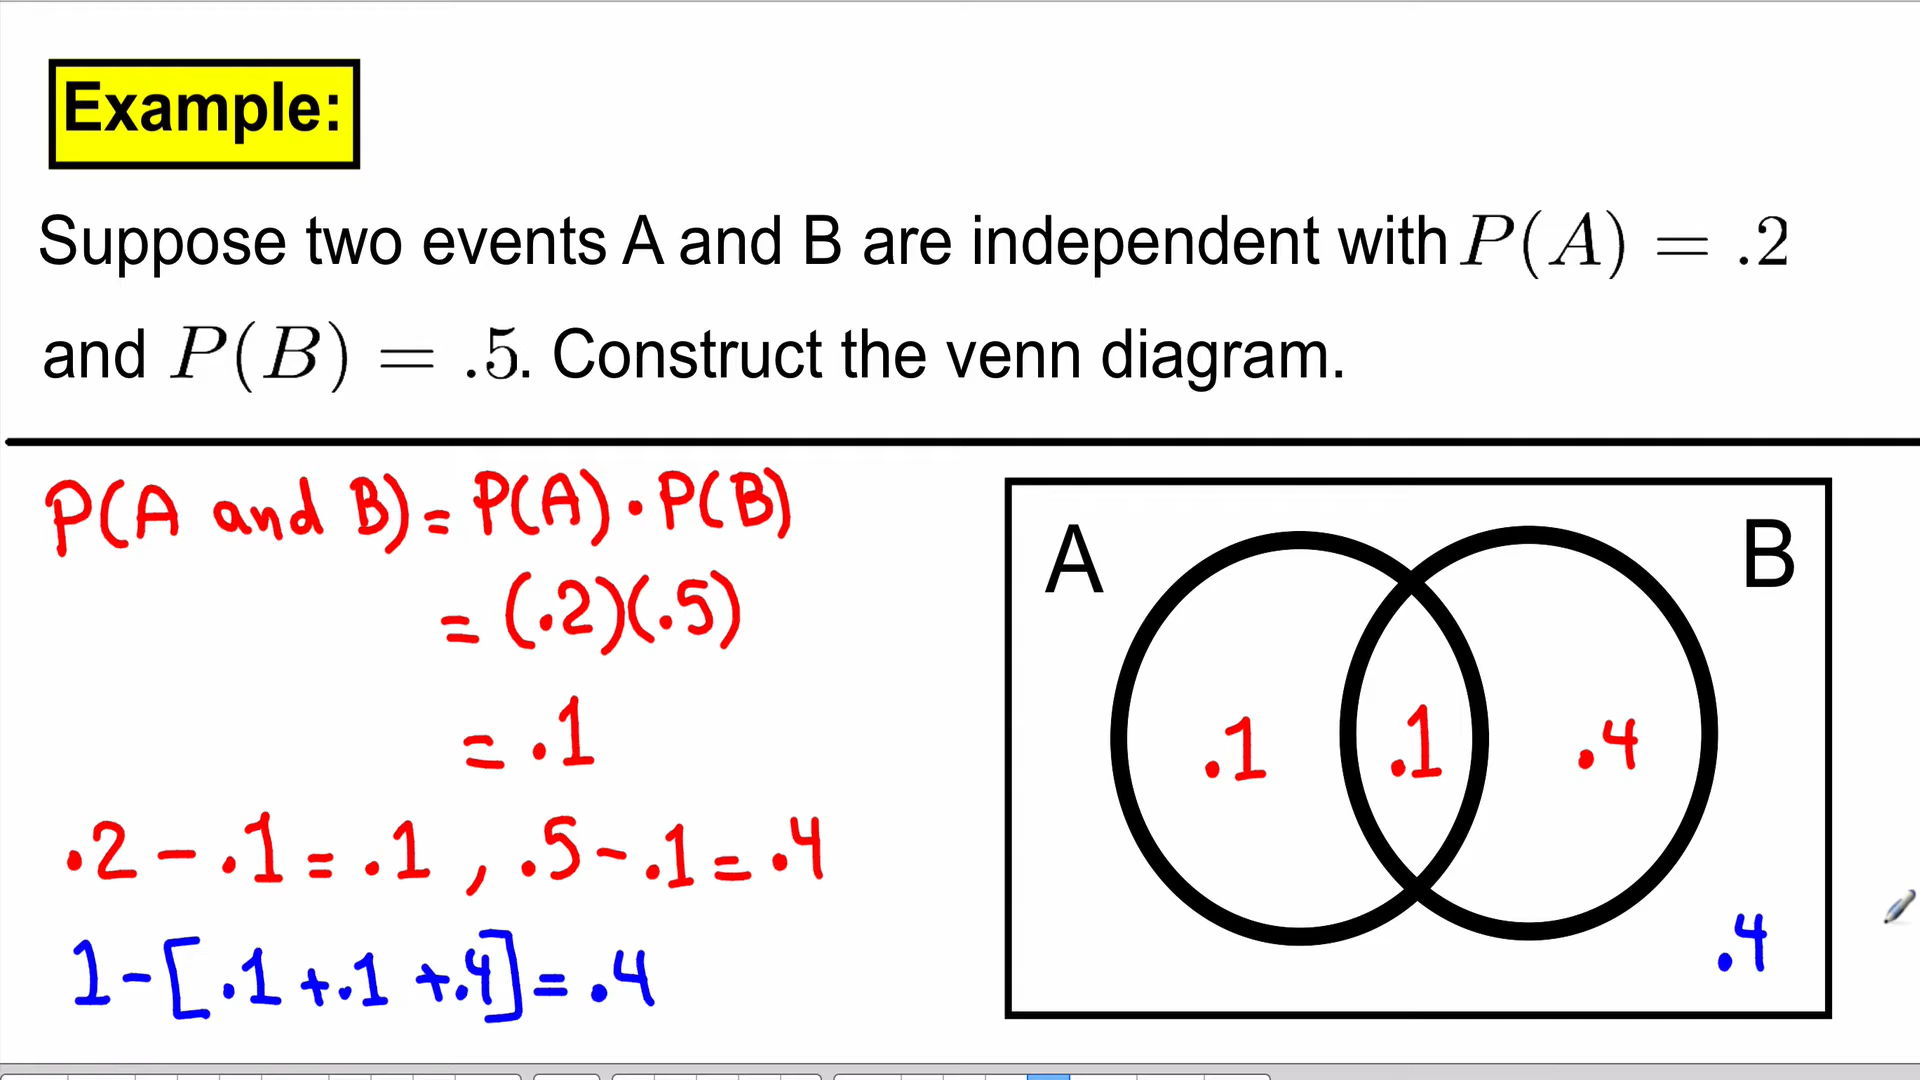 Example:
Suppose two events A and B are independent with P(A) = .2
and P(B) = .5. Construct the venn diagram.
P(A and B) = P(A) · P(B)
= (.2)(.5)
= .1
.2 - .1 = .1 , .5 - .1 = .4
1 - [.1 + .1 + .4] = .4
A
B
.1
.1
.4
.4